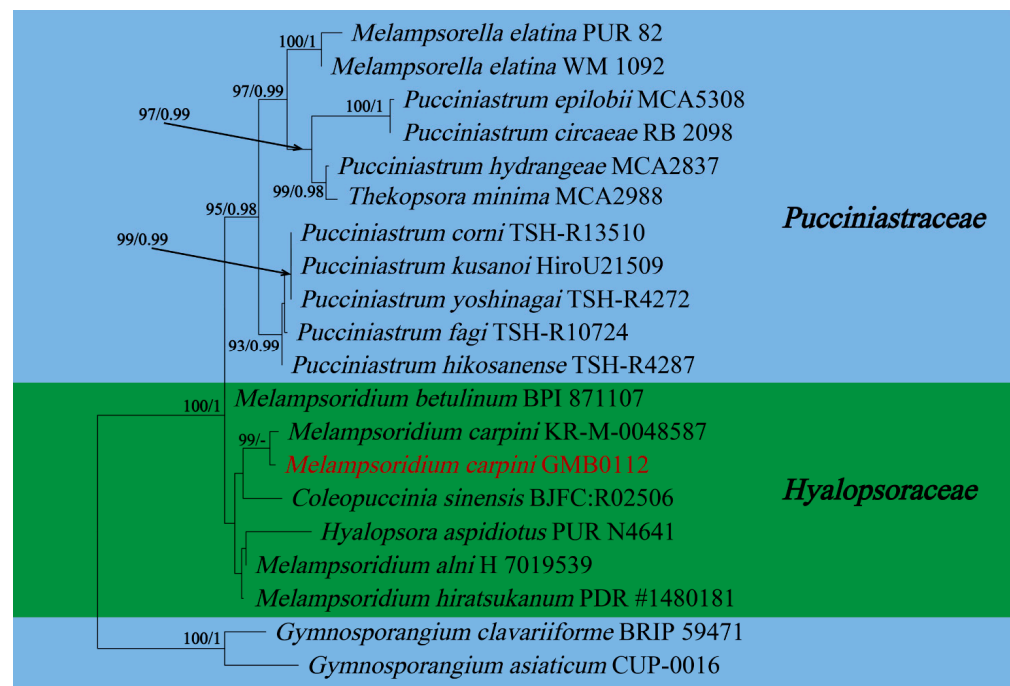 Melampsorella elatina PUR 82
100/1
Melampsorella elatina WM 1092
97/0.99
Pucciniastrum epilobii MCA5308
100/1
97/0.99
Pucciniastrum circaeae RB 2098
Pucciniastrum hydrangeae MCA2837
99/0.98
Thekopsora minima MCA2988
95/0.98
Pucciniastraceae
Pucciniastrum corni TSH-R13510
99/0.99
Pucciniastrum kusanoi HiroU21509
Pucciniastrum yoshinagai TSH-R4272
Pucciniastrum fagi TSH-R10724
93/0.99
Pucciniastrum hikosanense TSH-R4287
Melampsoridium betulinum BPI 871107
100/1
Melampsoridium carpini KR-M-0048587
99/-
Melampsoridium carpini GMB0112
Hyalopsoraceae
Coleopuccinia sinensis BJFC:R02506
Hyalopsora aspidiotus PUR N4641
Melampsoridium alni H 7019539
Melampsoridium hiratsukanum PDR #1480181
Gymnosporangium clavariiforme BRIP 59471
100/1
Gymnosporangium asiaticum CUP-0016